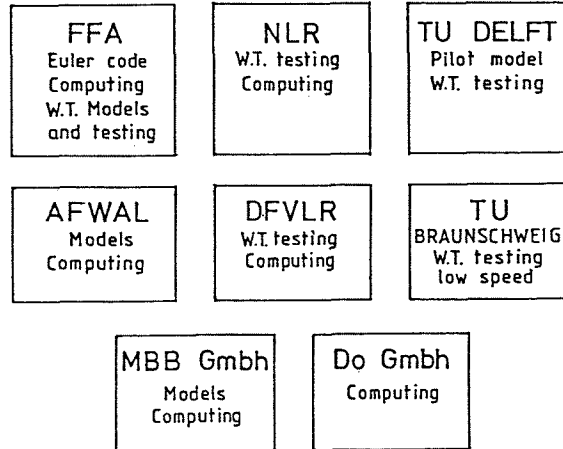 FFA
Euler code
Computing
W.T. Models
and testing
NLR
W.T. testing
Computing
TU DELFT
Pilot model
W.T. testing
AFWAL
Models
Computing
DFVLR
W.T. testing
Computing
TU
BRAUNSCHWEIG
W.T. testing
low speed
MBB Gmbh
Models
Computing
Do Gmbh
Computing